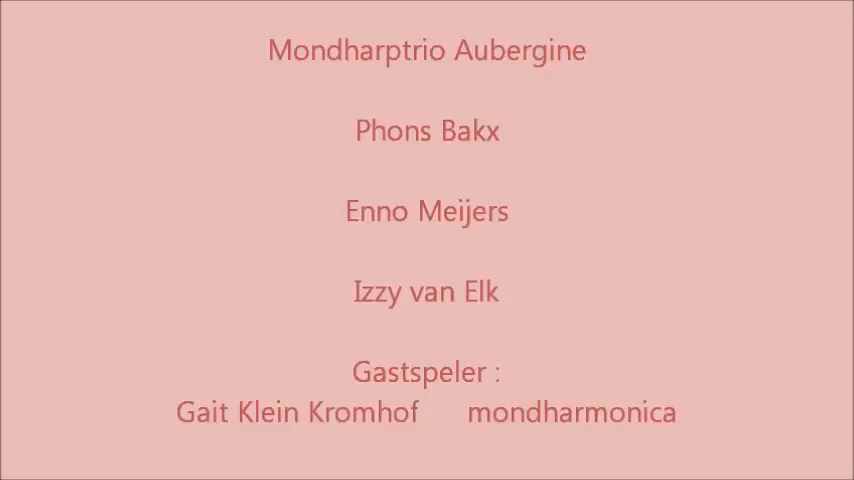 Mondharptrio Aubergine
Phons Bakx
Enno Meijers
Izzy van Elk
Gastspeler :
Gait Klein Kromhof mondharmonica